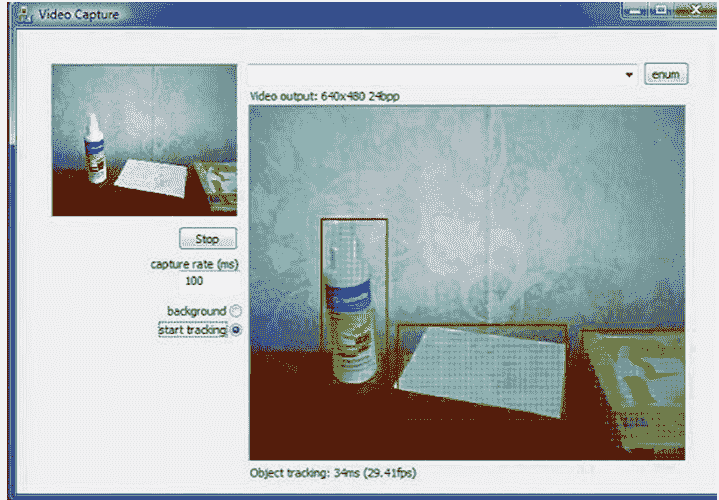 Video Capture
enum
Video output: 640x480 24bpp
Stop
capture rate (ms)
100
background
start tracking
Object tracking: 34ms (29.41fps)